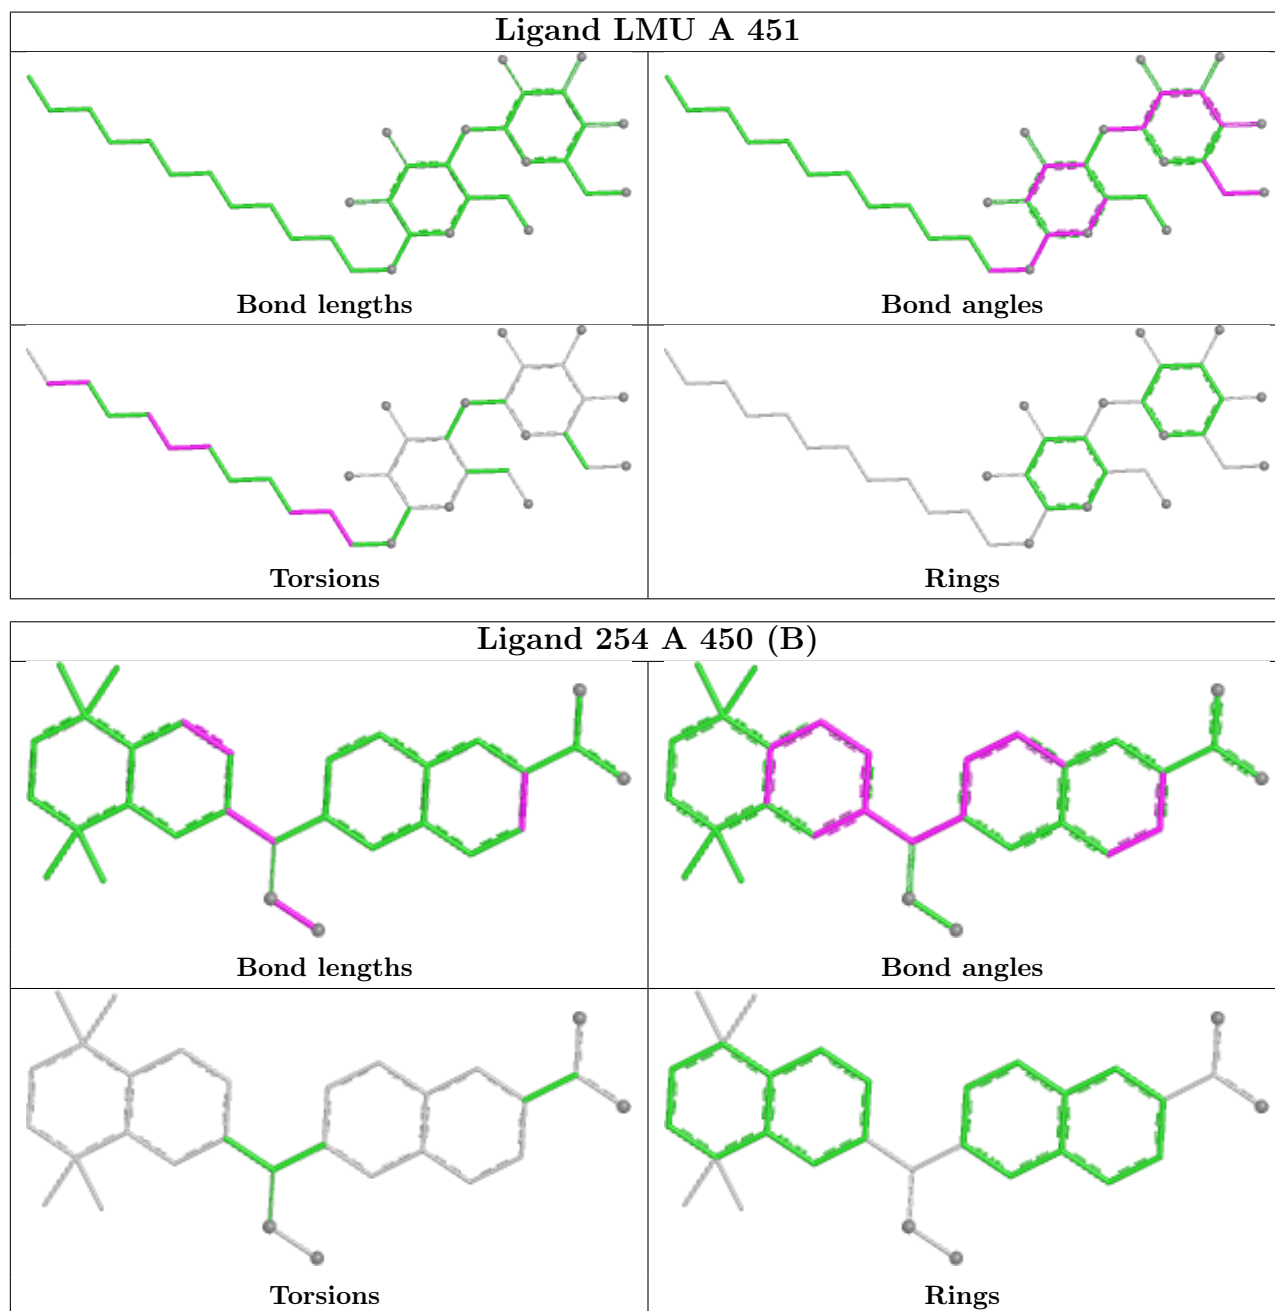 Ligand LMU A 451
Bond lengths
Bond angles
Torsions
Rings
Ligand 254 A 450 (B)
Bond lengths
Bond angles
Torsions
Rings